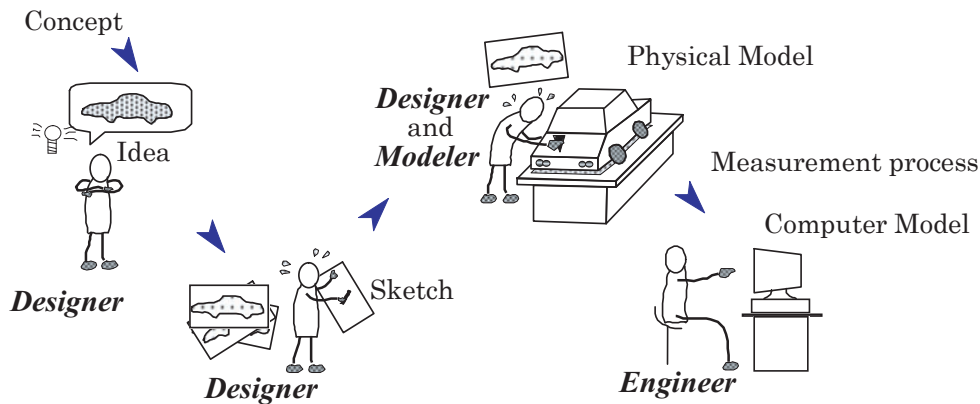 Concept
Idea
Designer
Sketch
Designer
Designer
and
Modeler
Physical Model
Measurement process
Computer Model
Engineer